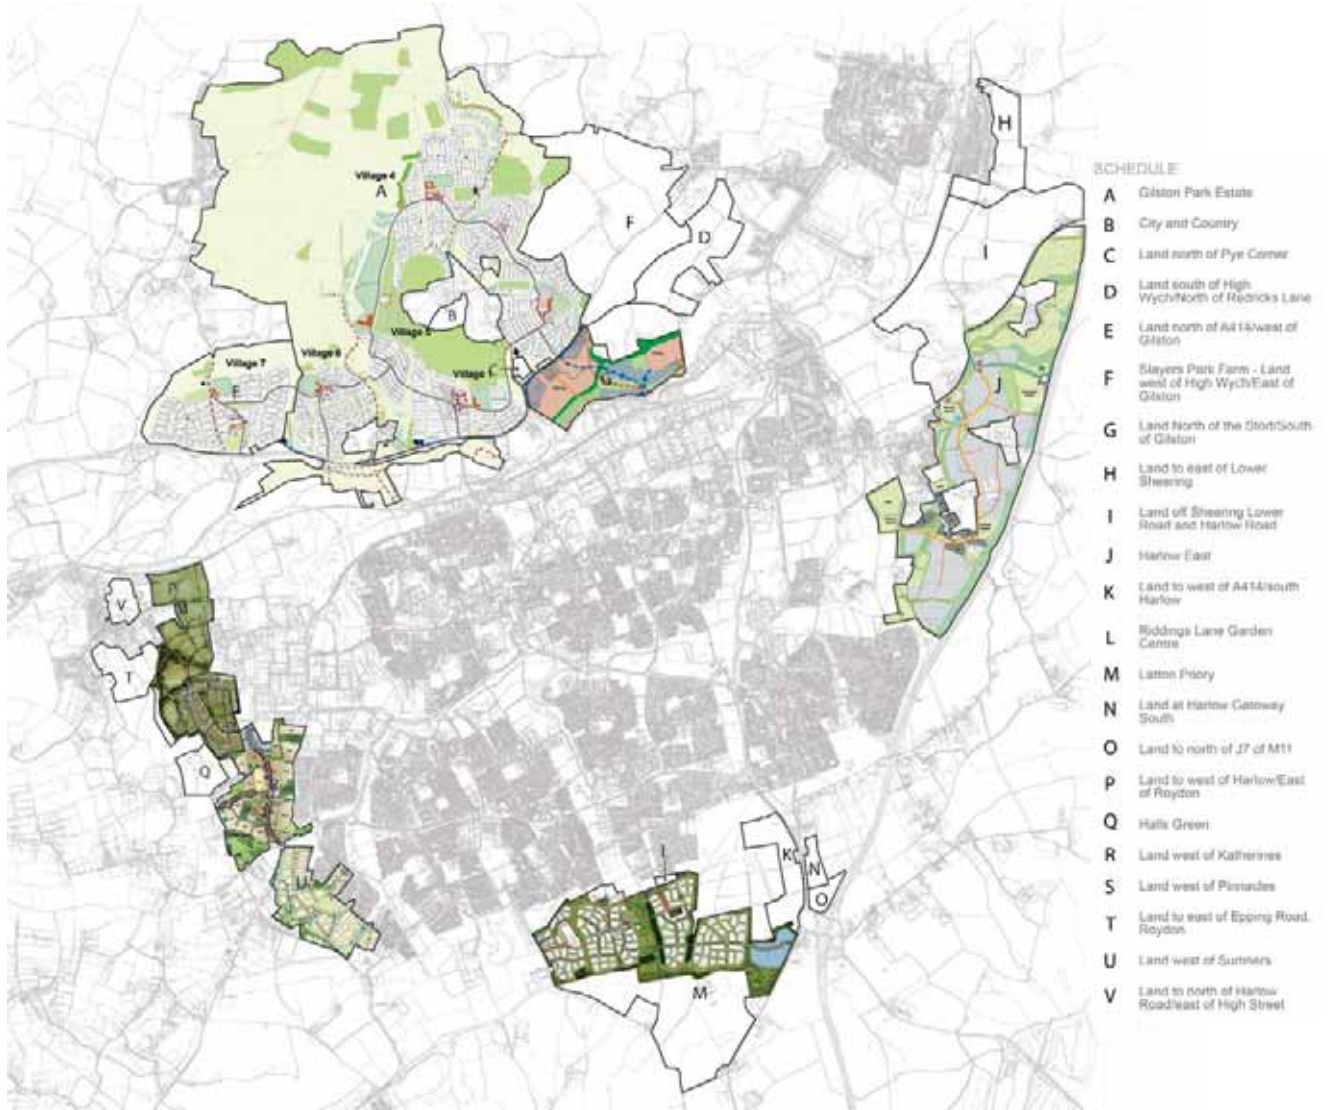 Village 4
A
F
D
H
I
B
Village 5
Village 7
Village 6
Village 1
E
G
J
V
T
Q
U
L
K
N
O
M
SCHEDULE
A Gilston Park Estate
B City and Country
C Land north of Pye Corner
D Land south of High
Wych/North of Redricks Lane
E Land north of A414/west of
Gilston
F Slayers Park Farm - Land
west of High Wych/East of
Gilston
G Land North of the Stort/South
of Gilston
H Land to east of Lower
Sheering
I Land off Sheering Lower
Road and Harlow Road
J Harlow East
K Land to west of A414/south
Harlow
L Riddings Lane Garden
Centre
M Latton Priory
N Land at Harlow Gateway
South
O Land to north of J7 of M11
P Land to west of Harlow/East
of Roydon
Q Halls Green
R Land west of Katherines
S Land west of Pinnacles
T Land to east of Epping Road,
Roydon
U Land west of Sumners
V Land to north of Harlow
Road/east of High Street